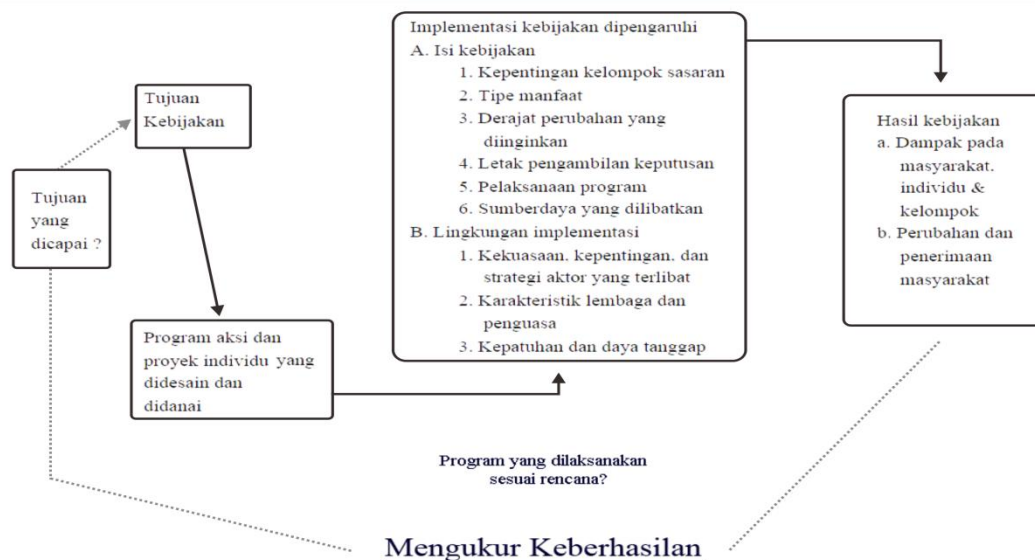 Tujuan
yang
dicapai ?
Tujuan
Kebijakan
Program aksi dan
proyek individu yang
didesain dan
didanai
Implementasi kebijakan dipengaruhi
A. Isi kebijakan
1. Kepentingan kelompok sasaran
2. Tipe manfaat
3. Derajat perubahan yang
diinginkan
4. Letak pengambilan keputusan
5. Pelaksanaan program
6. Sumberdaya yang dilibatkan
B. Lingkungan implementasi
1. Kekuasaan, kepentingan, dan
strategi aktor yang terlibat
2. Karakteristik lembaga dan
penguasa
3. Kepatuhan dan daya tanggap
Hasil kebijakan
a. Dampak pada
masyarakat,
individu &
kelompok
b. Perubahan dan
penerimaan
masyarakat
Program yang dilaksanakan
sesuai rencana?
Mengukur Keberhasilan